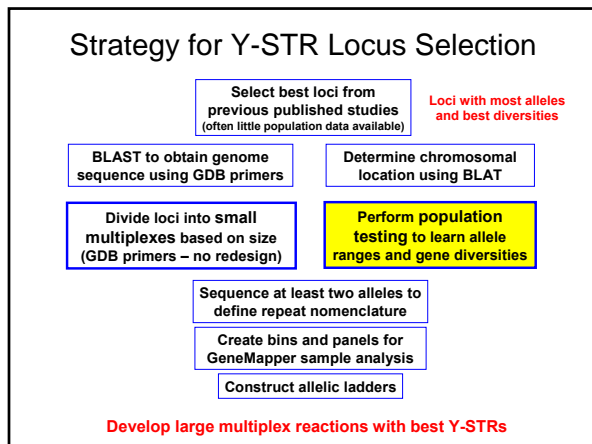 Strategy for Y-STR Locus Selection
Select best loci from
previous published studies
(often little population data available)
Loci with most alleles
and best diversities
BLAST to obtain genome
sequence using GDB primers
Determine chromosomal
location using BLAT
Divide loci into small
multiplexes based on size
(GDB primers – no redesign)
Perform population
testing to learn allele
ranges and gene diversities
Sequence at least two alleles to
define repeat nomenclature
Create bins and panels for
GeneMapper sample analysis
Construct allelic ladders
Develop large multiplex reactions with best Y-STRs